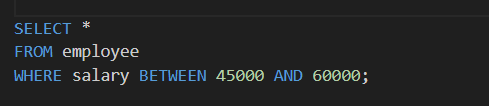 SELECT *
FROM employee
WHERE salary BETWEEN 45000 AND 60000;